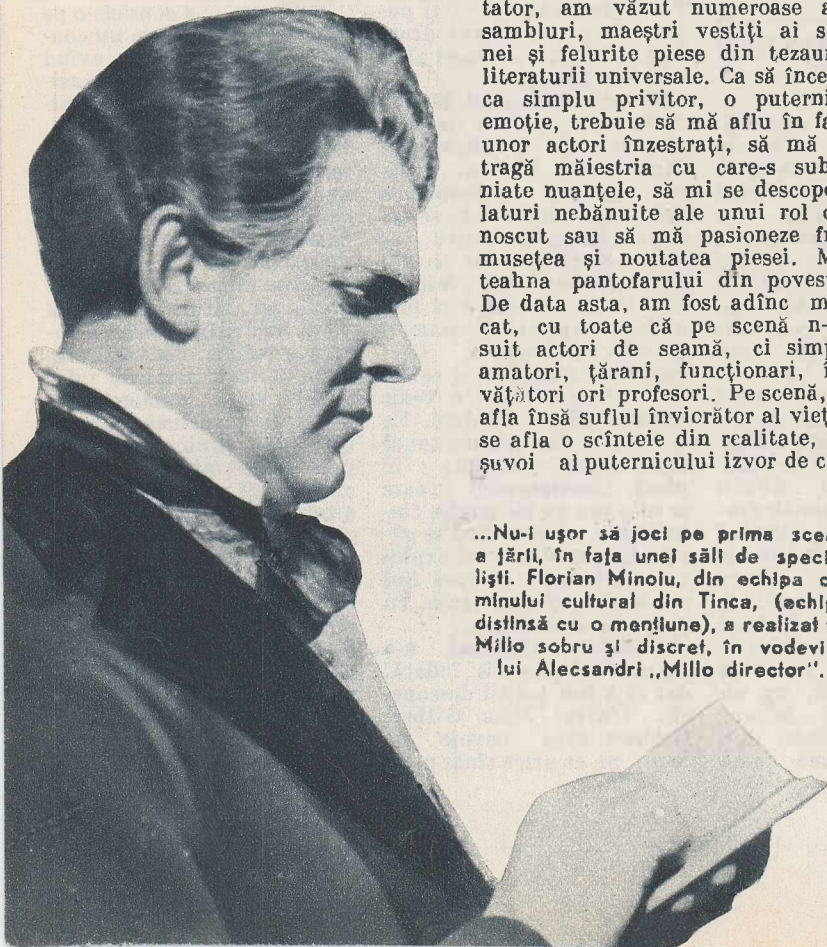 tator, am văzut numeroase a
sambluri, maeștri vestiți ai s
nei și felurite piese din tezau
literaturii universale. Ca să înce
ca simplu privitor, o puterni
emoție, trebuie să mă aflu în fa
unor actori înzestrați, să mă
tragă măiestria cu care-s sub
niate nuanțele, să mi se descope
laturi nebănuite ale unui rol c
noscut sau să mă pasioneze fr
musețea și noutatea piesei. M
teahna pantofarului din poves
De data asta, am fost adînc m
cat, cu toate că pe scenă n-
suit actori de seamă, ci sim
amatori, țărani, funcționari, î
vățători ori profesori. Pe scenă,
afla însă suflul înviorător al vieț
se afla o scînteie din realitate,
șuvoi al puternicului izvor de c
...Nu-i ușor să joci pe prima sce
a țării, în fața unei săli de speci
liști. Florian Minoiu, din echipa c
minului cultural din Tinca, (echi
distinsă cu o mențiune), a realizat
Millo sobru și discret, în vodevi
lui Alecsandri „Millo director".